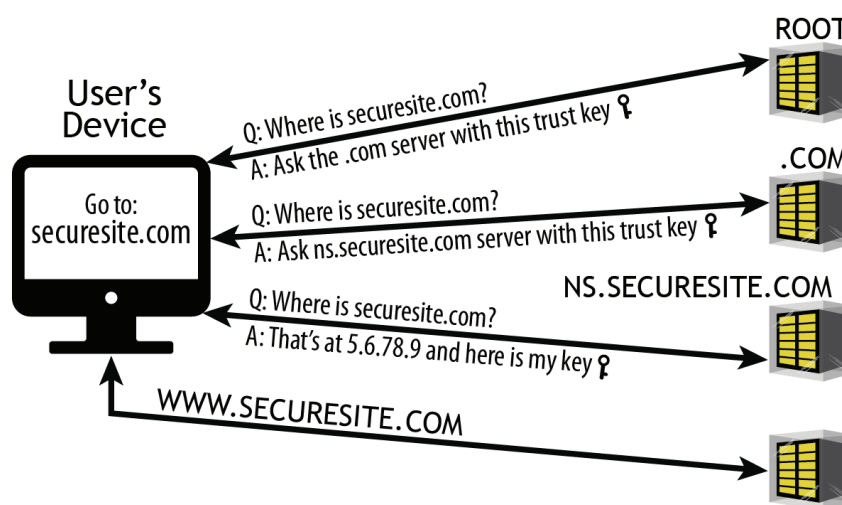 ROOT
User's
Device
Q: Where is securesite.com?
A: Ask the .com server with this trust key
.COM
Go to:
securesite.com
Q: Where is securesite.com?
A: Ask ns.securesite.com server with this trust key
NS.SECURESITE.COM
Q: Where is securesite.com?
A: That's at 5.6.78.9 and here is my key
WWW.SECURESITE.COM